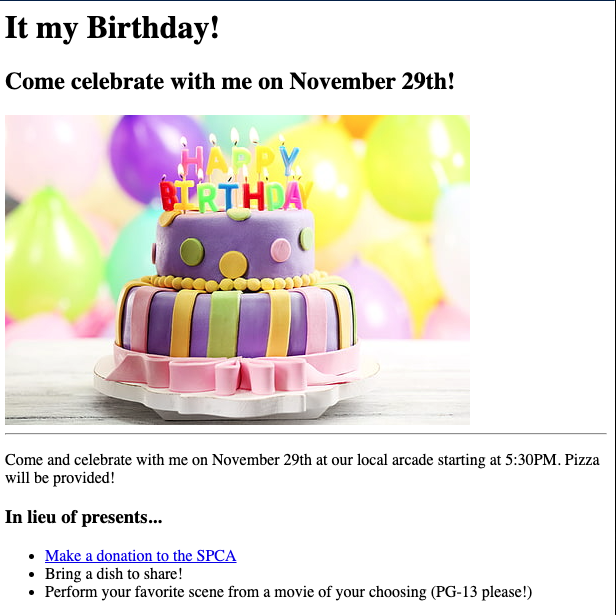 It my Birthday!
Come celebrate with me on November 29th!
HAPPY
BIRTHDAY
Come and celebrate with me on November 29th at our local arcade starting at 5:30PM. Pizza
will be provided!
In lieu of presents...
Make a donation to the SPCA
Bring a dish to share!
Perform your favorite scene from a movie of your choosing (PG-13 please!)